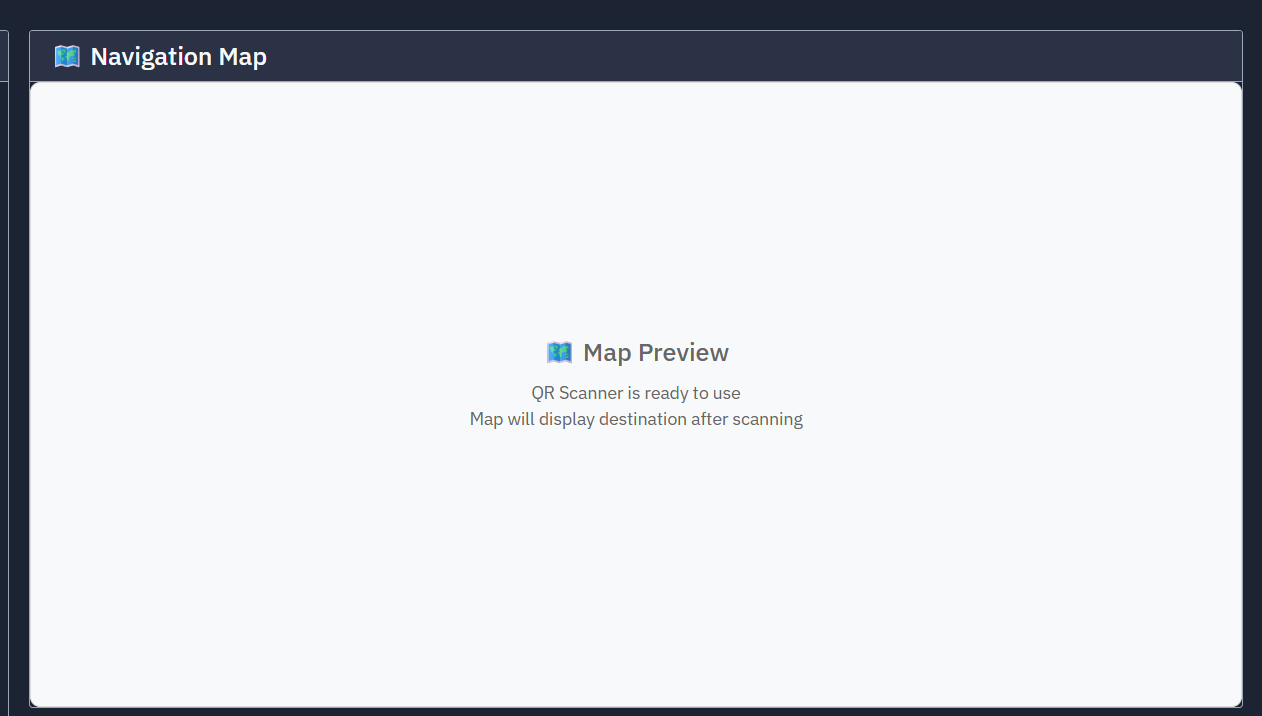 Navigation Map
Map Preview
QR Scanner is ready to use
Map will display destination after scanning